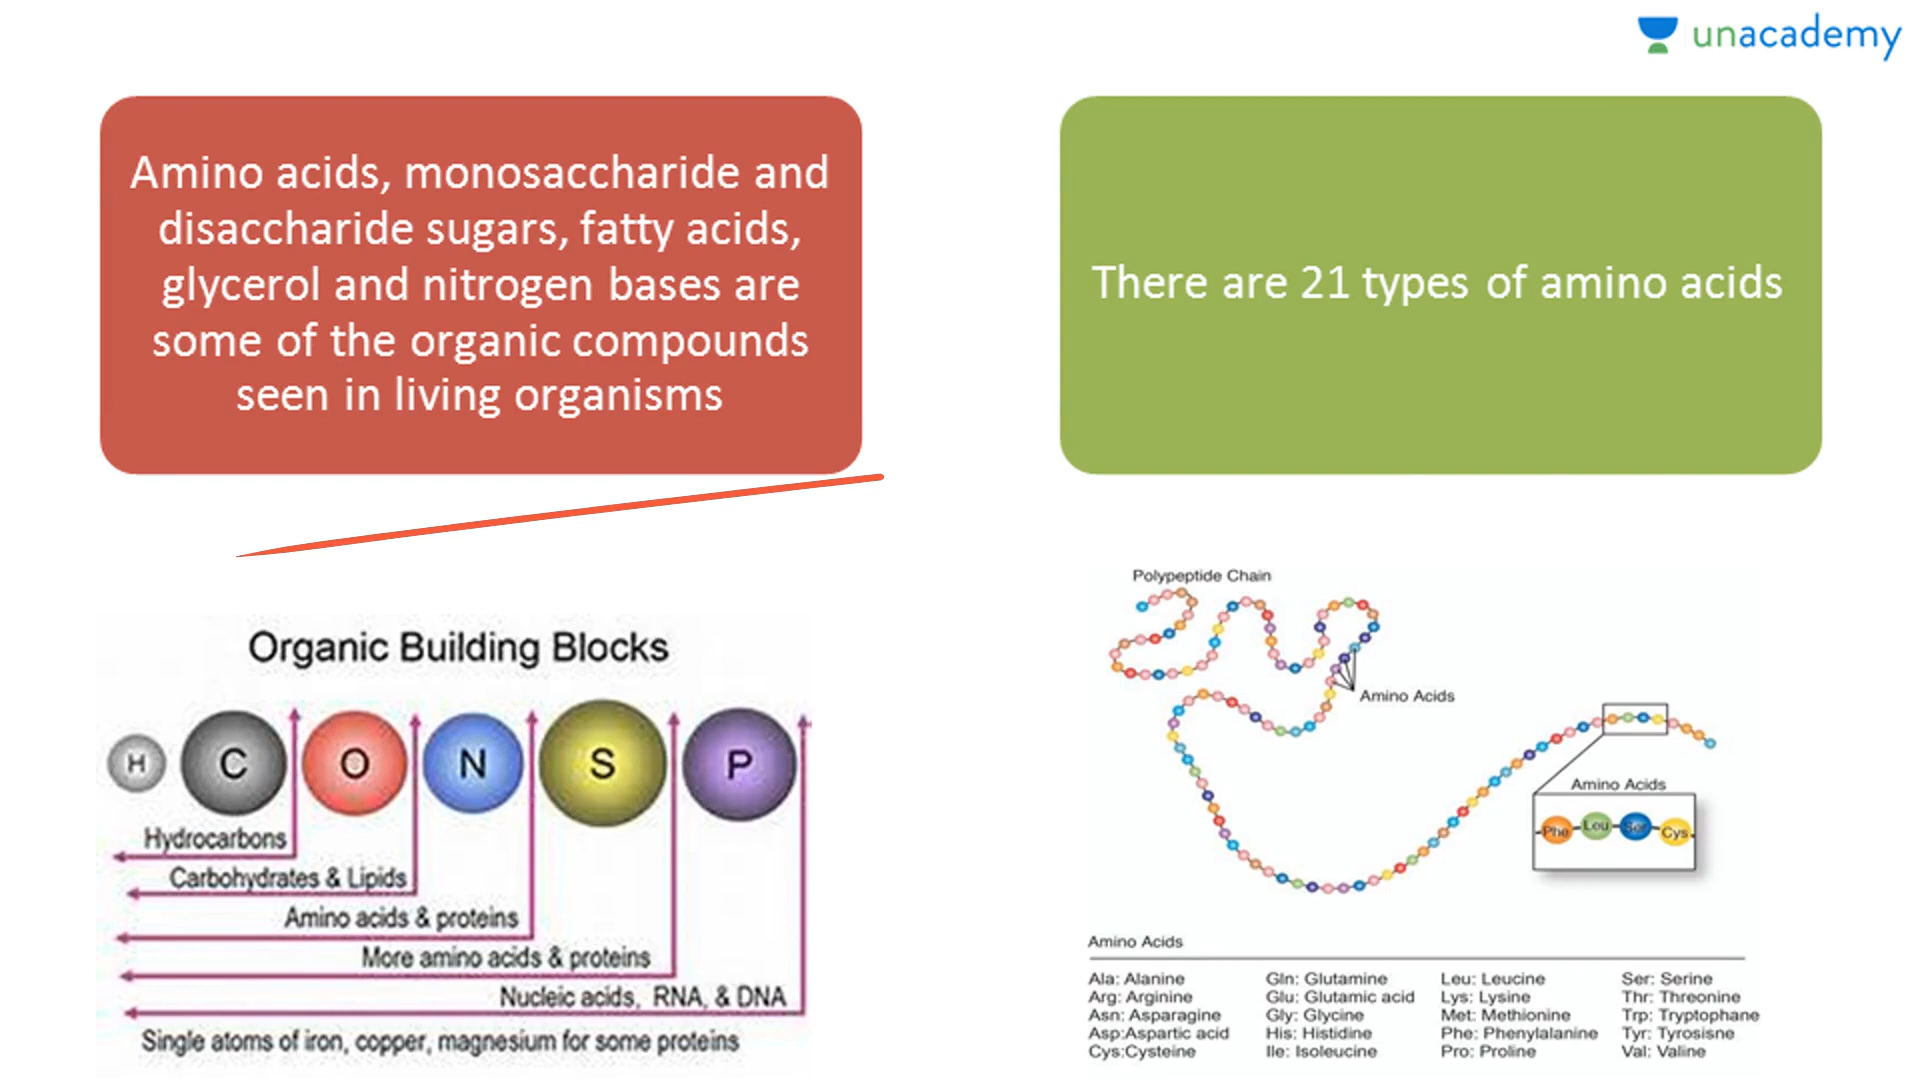 unacademy
Amino acids, monosaccharide and
disaccharide sugars, fatty acids,
glycerol and nitrogen bases are
some of the organic compounds
seen in living organisms
There are 21 types of amino acids
Organic Building Blocks
H C O N S P
Hydrocarbons
Carbohydrates & Lipids
Amino acids & proteins
More amino acids & proteins
Nucleic acids, RNA, & DNA
Single atoms of iron, copper, magnesium for some proteins
Polypeptide Chain
Amino Acids
Amino Acids
Phe Leu Ser Cys
Amino Acids
Ala: Alanine Gln: Glutamine Leu: Leucine Ser: Serine
Arg: Arginine Glu: Glutamic acid Lys: Lysine Thr: Threonine
Asn: Asparagine Gly: Glycine Met: Methionine Trp: Tryptophane
Asp:Aspartic acid His: Histidine Phe: Phenylalanine Tyr: Tyrosisne
Cys:Cysteine Ile: Isoleucine Pro: Proline Val: Valine